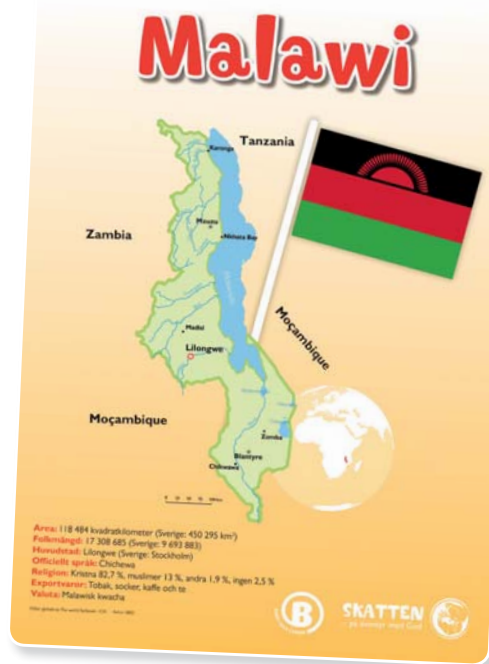 Malawi
Tanzania
Karonga
Zambia
Mzuzu
Nkhata Bay
Moçambique
Madisi
Lilongwe
Moçambique
Zomba
Blantyre
Chikwawa
Area: 118 484 kvadratkilometer (Sverige: 450 295 km²)
Folkmängd: 17 308 685 (Sverige: 9 693 883)
Huvudstad: Lilongwe (Sverige: Stockholm)
Officiellt språk: Chichewa
Religion: Kristna 82,7 %, muslimer 13 %, andra 1,9 %, ingen 2,5 %
Exportvaror: Tobak, socker, kaffe och te
Valuta: Malawisk kwacha
B
SKATTEN